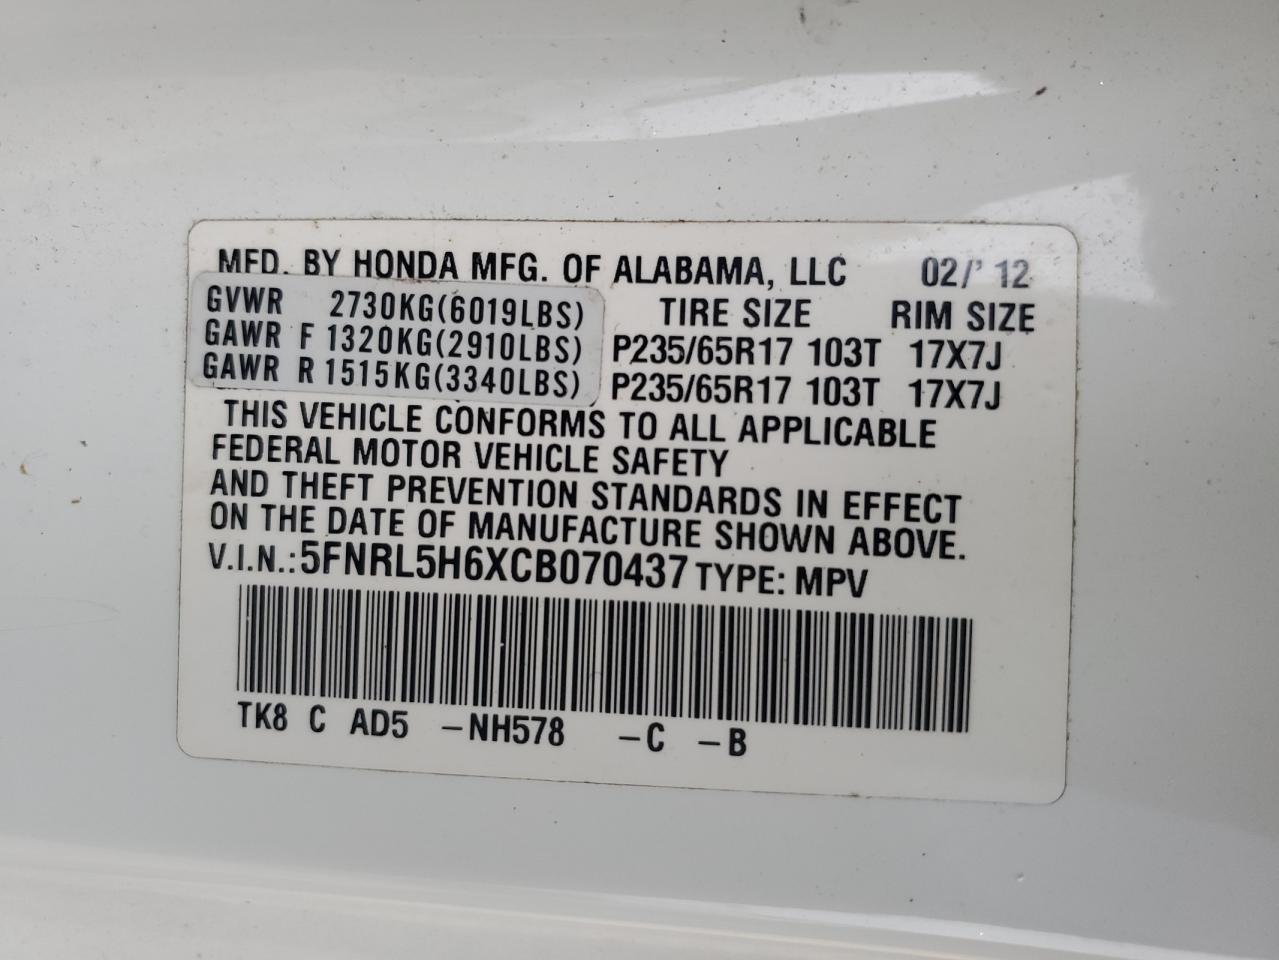 MFD. BY HONDA MFG. OF ALABAMA, LLC 02/' 12
GVWR 2730KG(6019LBS) TIRE SIZE RIM SIZE
GAWR F 1320KG(2910LBS) P235/65R17 103T 17X7J
GAWR R 1515KG(3340LBS) P235/65R17 103T 17X7J
THIS VEHICLE CONFORMS TO ALL APPLICABLE
FEDERAL MOTOR VEHICLE SAFETY
AND THEFT PREVENTION STANDARDS IN EFFECT
ON THE DATE OF MANUFACTURE SHOWN ABOVE.
V.I.N.:5FNRL5H6XCB070437 TYPE: MPV
TK8 C AD5 -NH578 -C -B